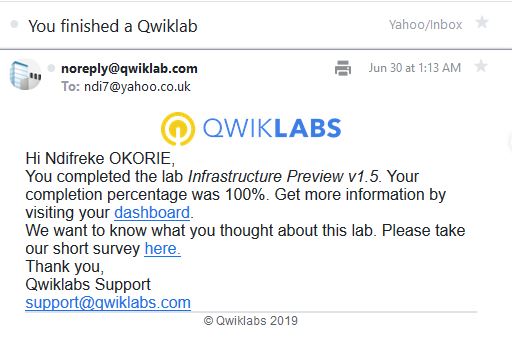 You finished a Qwiklab
Yahoo/Inbox
noreply@qwiklab.com
Jun 30 at 1:13 AM
To: ndi7@yahoo.co.uk
QWIKLABS
Hi Ndifreke OKORIE,
You completed the lab Infrastructure Preview v1.5. Your
completion percentage was 100%. Get more information by
visiting your dashboard.
We want to know what you thought about this lab. Please take
our short survey here.
Thank you,
Qwiklabs Support
support@qwiklabs.com
© Qwiklabs 2019